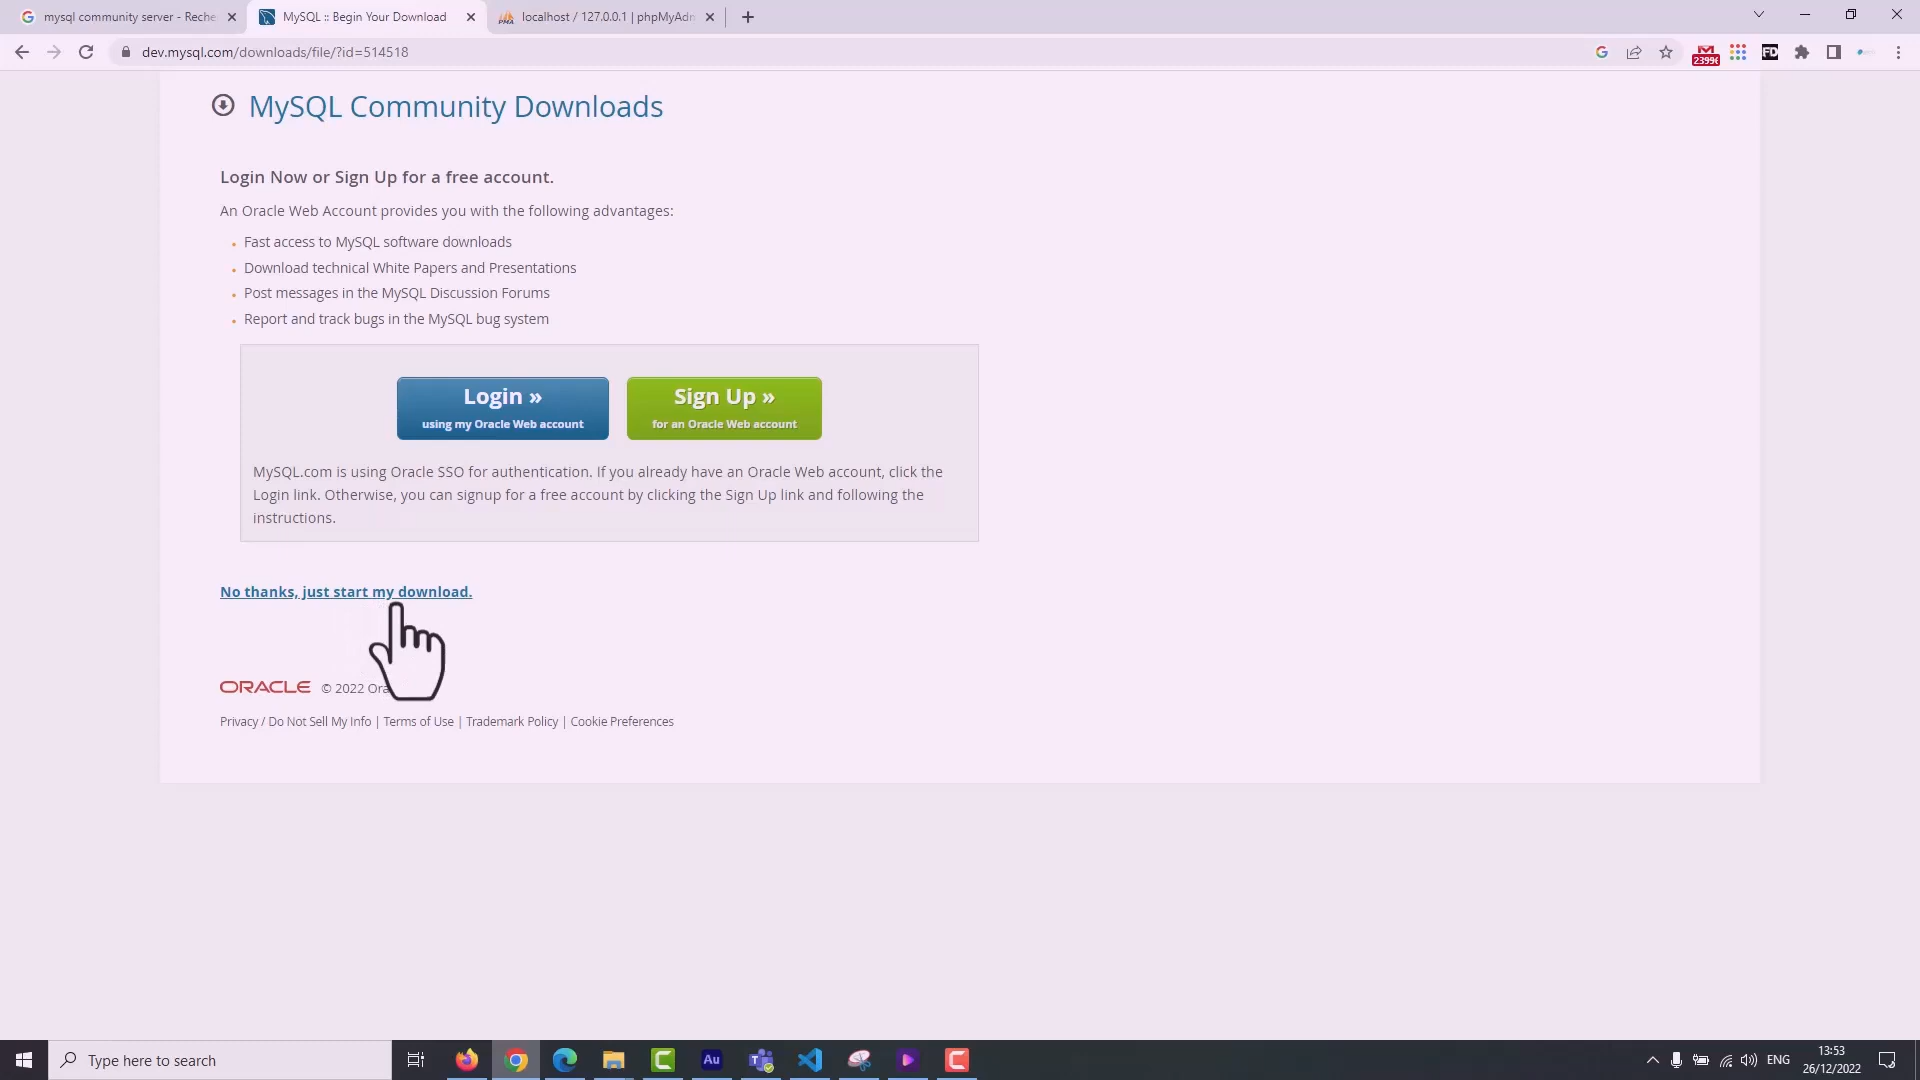 mysql community server - Reche
MySQL :: Begin Your Download
localhost / 127.0.0.1 | phpMyAdm
dev.mysql.com/downloads/file/?id=514518
2399€
FD
MySQL Community Downloads
Login Now or Sign Up for a free account.
An Oracle Web Account provides you with the following advantages:
Fast access to MySQL software downloads
Download technical White Papers and Presentations
Post messages in the MySQL Discussion Forums
Report and track bugs in the MySQL bug system
Login »
using my Oracle Web account
Sign Up »
for an Oracle Web account
MySQL.com is using Oracle SSO for authentication. If you already have an Oracle Web account, click the
Login link. Otherwise, you can signup for a free account by clicking the Sign Up link and following the
instructions.
No thanks, just start my download.
ORACLE © 2022 Ora
Privacy / Do Not Sell My Info | Terms of Use | Trademark Policy | Cookie Preferences
Type here to search
Au
ENG
13:53
26/12/2022